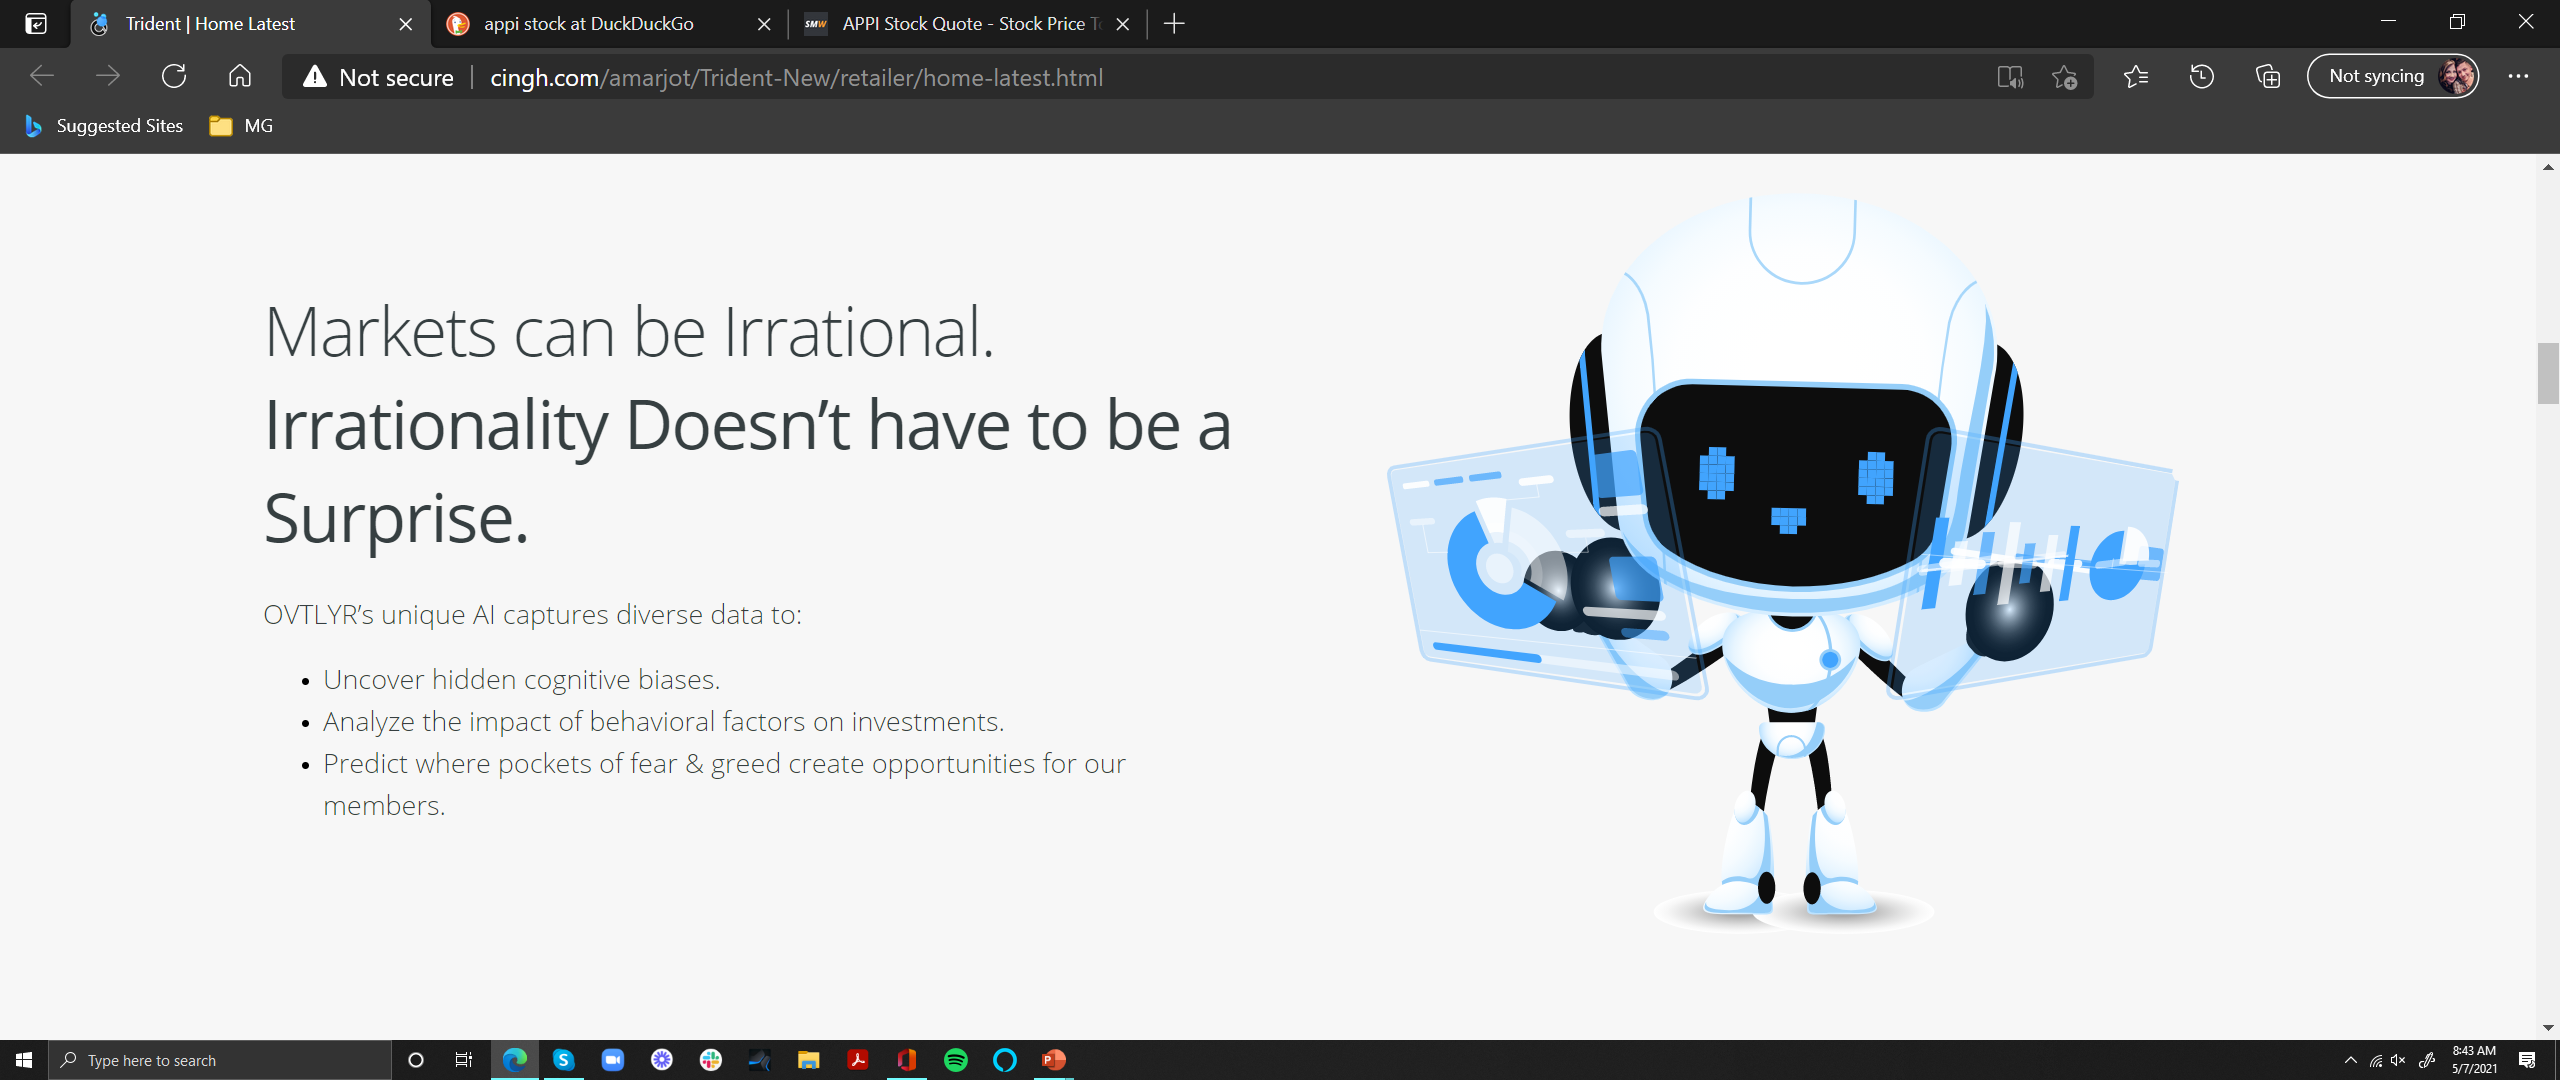 Trident | Home Latest
appi stock at DuckDuckGo
SMW APPI Stock Quote - Stock Price
Not secure
cingh.com/amarjot/Trident-New/retailer/home-latest.html
Not syncing
Suggested Sites
MG
Markets can be Irrational.
Irrationality Doesn’t have to be a
Surprise.
OVTLYR’s unique AI captures diverse data to:
• Uncover hidden cognitive biases.
• Analyze the impact of behavioral factors on investments.
• Predict where pockets of fear & greed create opportunities for our
members.
Type here to search
8:43 AM
5/7/2021